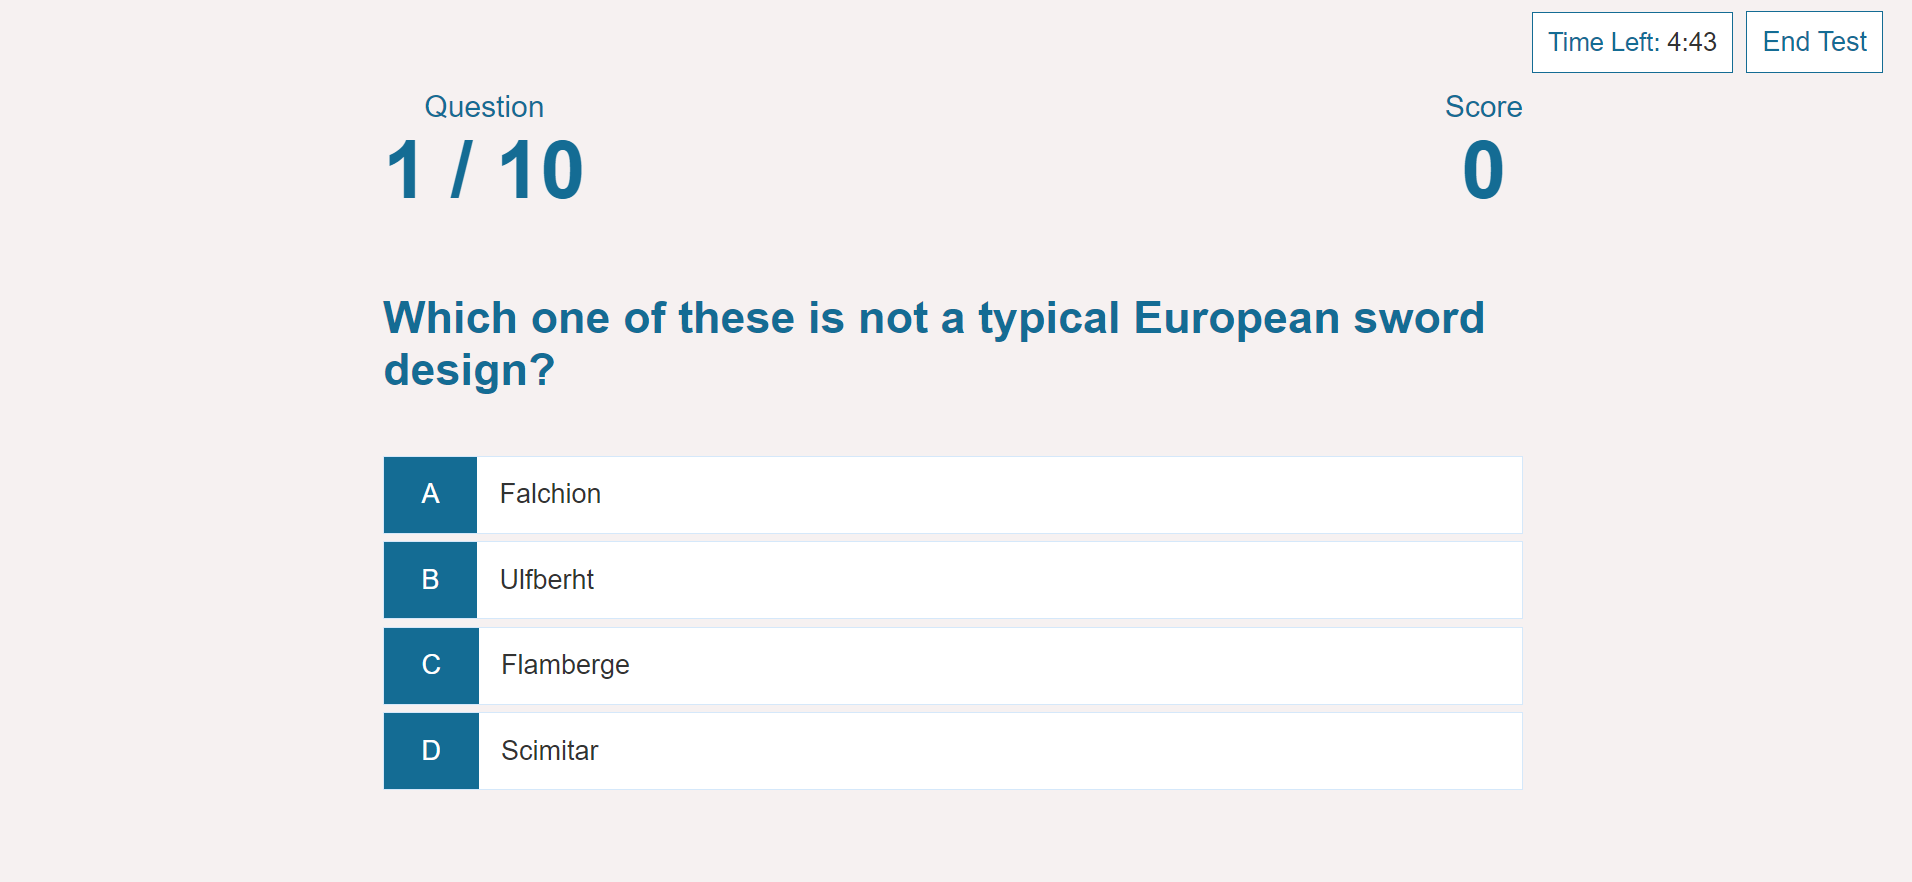 Time Left: 4:43
End Test
Question
1 / 10
Score
0
Which one of these is not a typical European sword
design?
A Falchion
B Ulfberht
C Flamberge
D Scimitar